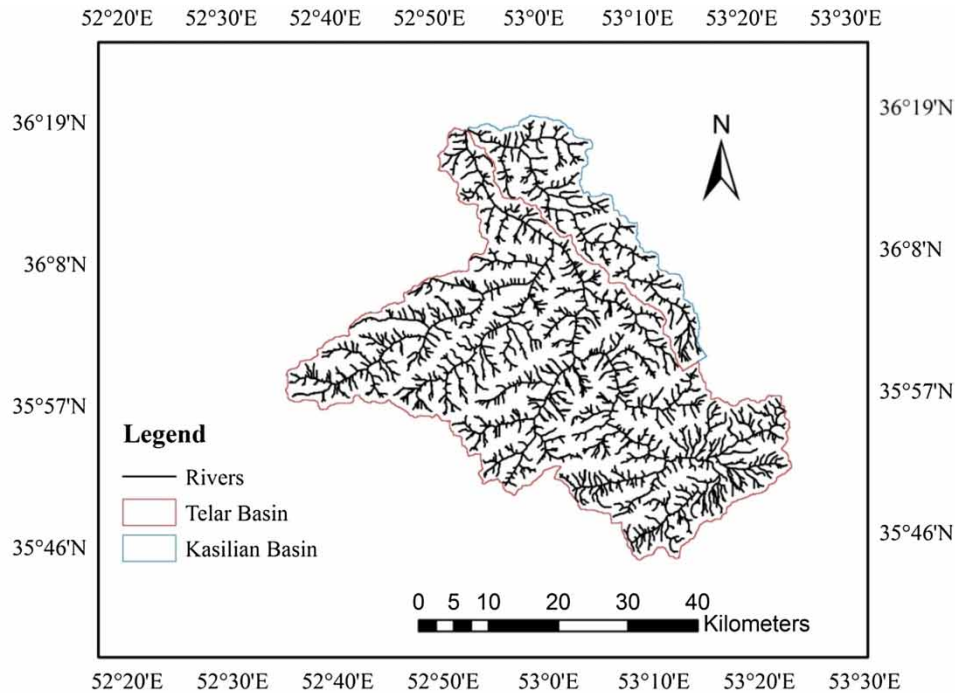 52°20'E 52°30'E 52°40'E 52°50'E 53°0'E 53°10'E 53°20'E 53°30'E
36°19'N 36°19'N
N
36°8'N 36°8'N
35°57'N 35°57'N
Legend
Rivers
Telar Basin
Kasilian Basin
35°46'N 35°46'N
0 5 10 20 30 40
Kilometers
52°20'E 52°30'E 52°40'E 52°50'E 53°0'E 53°10'E 53°20'E 53°30'E